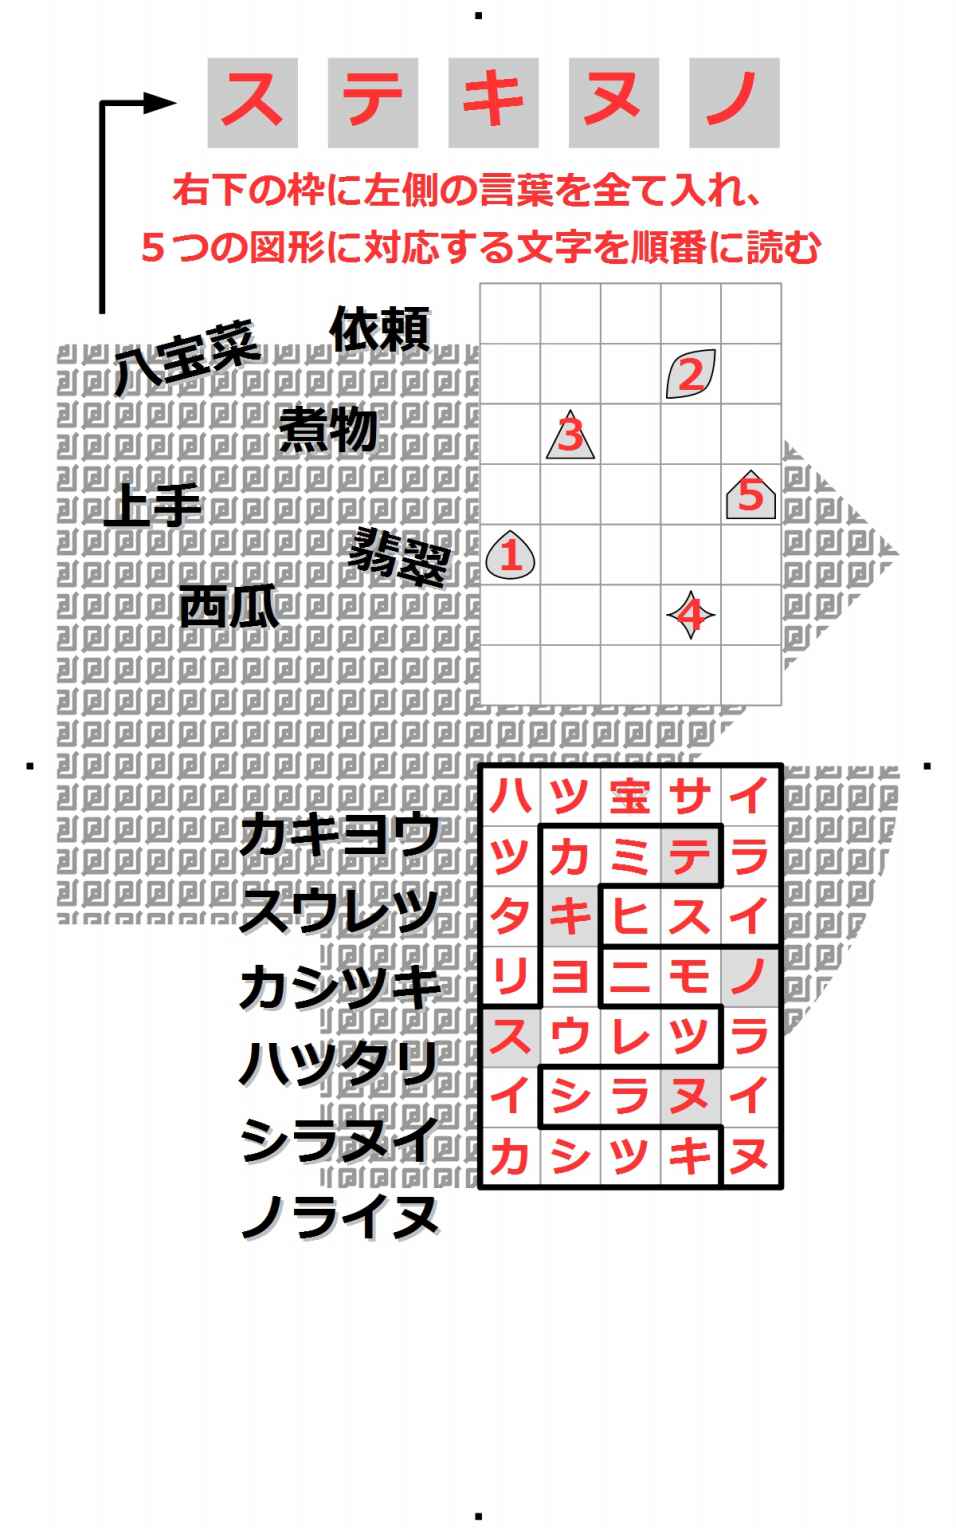 ステキヌノ
右下の枠に左側の言葉を全て入れ、
5つの図形に対応する文字を順番に読む
依頼
八宝菜
煮物
上手
翡翠
西瓜
2
3
5
1
4
カキヨウ
スウレツ
カシツキ
ハツタリ
シラヌイ
ノライヌ
ハツ宝サイ
ツカミテラ
タキヒスイ
リヨニモノ
スウレツラ
イシラヌイ
カシツキヌ